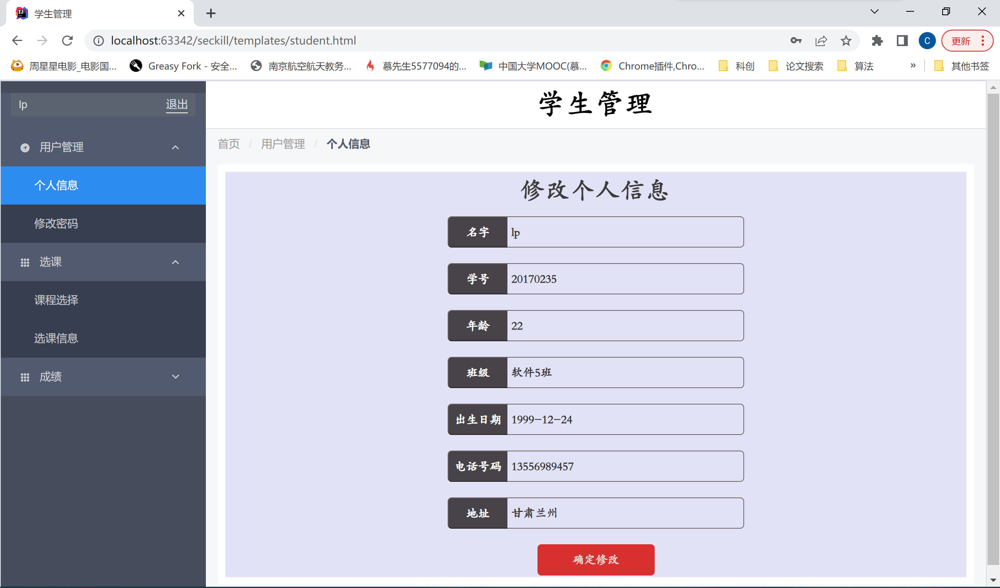 学生管理
localhost:63342/seckill/templates/student.html
更新
C
周星星电影_电影国...
Greasy Fork - 安全...
南京航空航天教务...
慕先生5577094的...
中国大学MOOC(慕...
Chrome插件,Chro...
科创
论文搜索
算法
»
其他书签
lp
退出
用户管理
个人信息
修改密码
选课
课程选择
选课信息
成绩
学生管理
首页 / 用户管理 / 个人信息
修改个人信息
名字 lp
学号 20170235
年龄 22
班级 软件5班
出生日期 1999-12-24
电话号码 13556989457
地址 甘肃兰州
确定修改